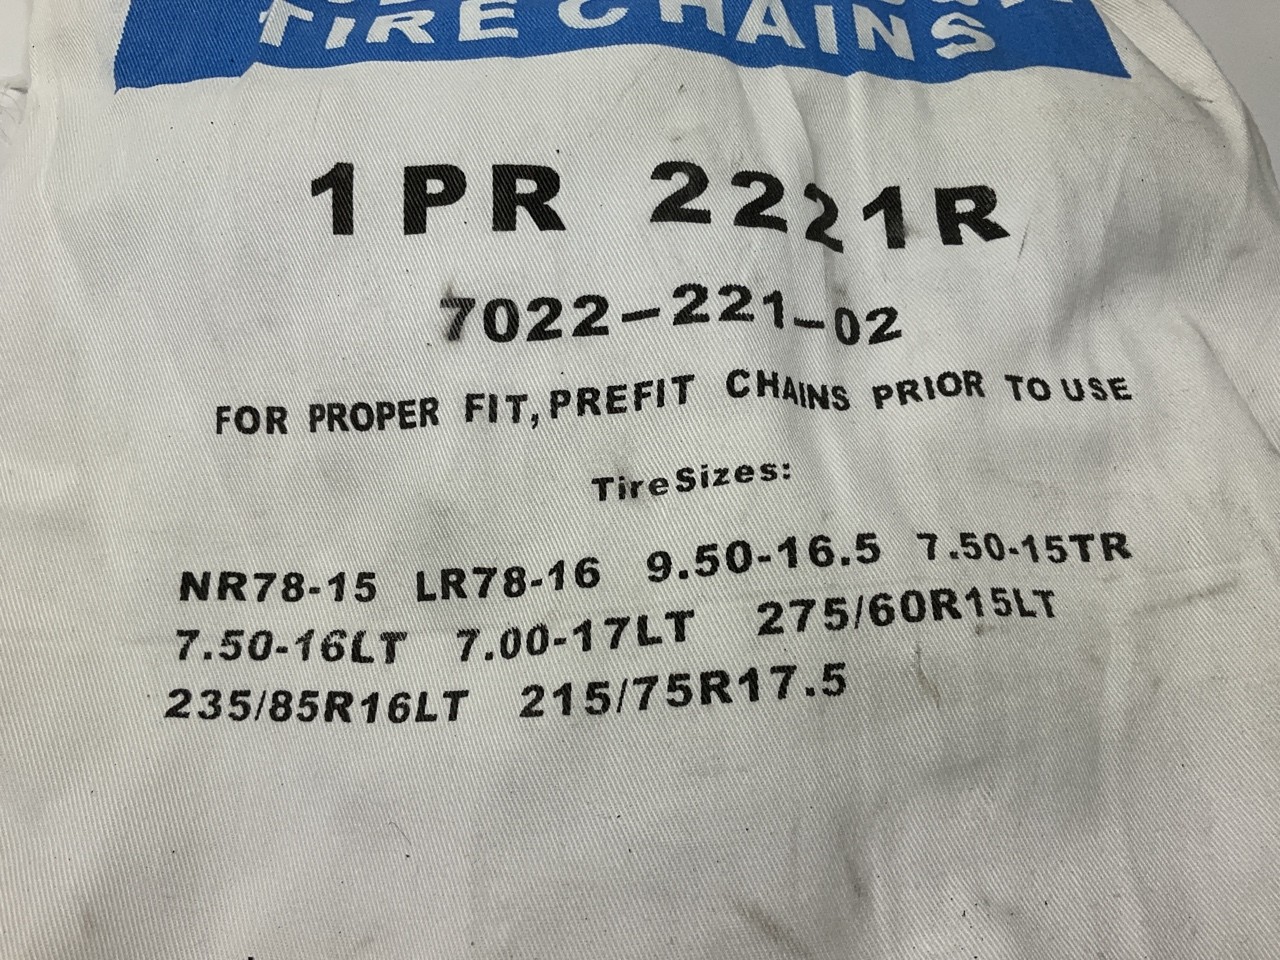 TIRE CHAINS
1PR 2221R
7022-221-02
FOR PROPER FIT, PREFIT CHAINS PRIOR TO USE
Tire Sizes:
NR78-15 LR78-16 9.50-16.5 7.50-15TR
7.50-16LT 7.00-17LT 275/60R15LT
235/85R16LT 215/75R17.5